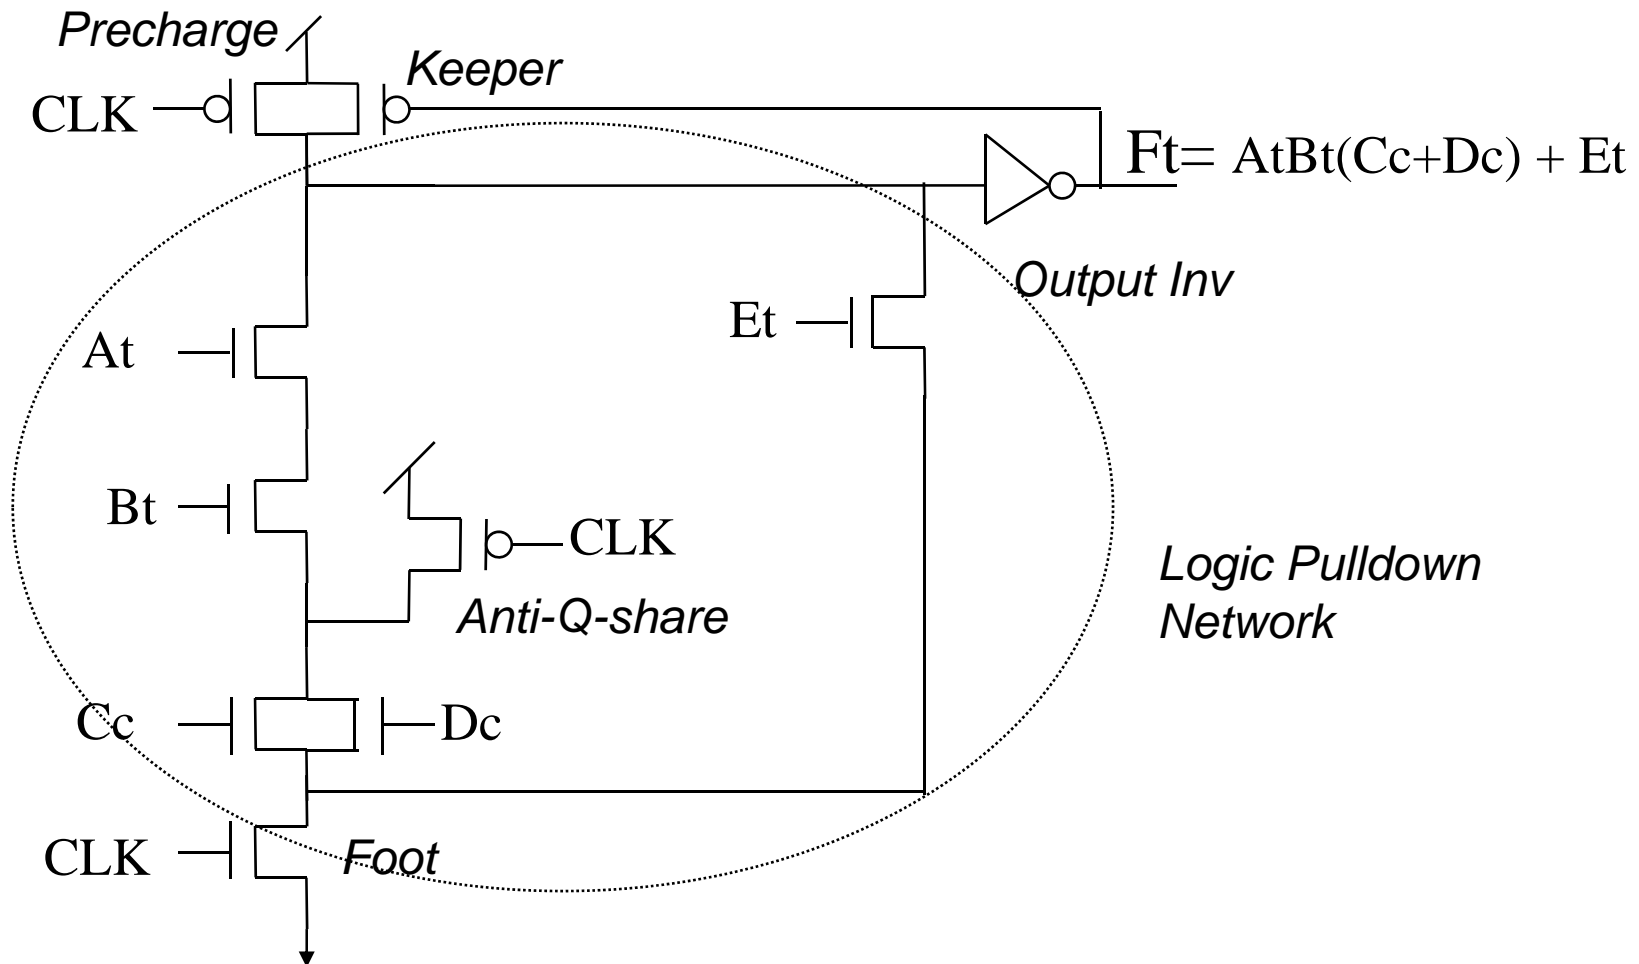 Precharge
Keeper
CLK
Ft= AtBt(Cc+Dc) + Et
Output Inv
Et
At
Bt
CLK
Anti-Q-share
Logic Pulldown
Network
Cc
Dc
CLK
Foot